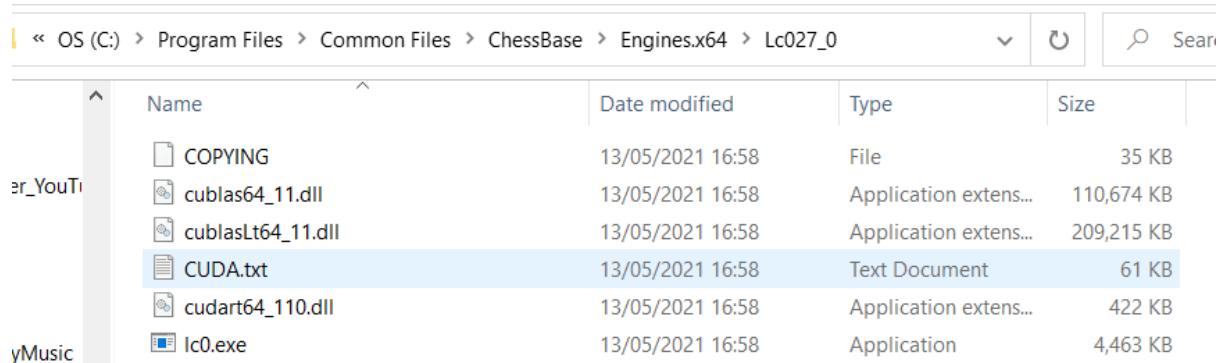 « OS (C:) > Program Files > Common Files > ChessBase > Engines.x64 > Lc027_0 Sear
Name Date modified Type Size
COPYING 13/05/2021 16:58 File 35 KB
cublas64_11.dll 13/05/2021 16:58 Application extens... 110,674 KB
er_YouTu
cublasLt64_11.dll 13/05/2021 16:58 Application extens... 209,215 KB
CUDA.txt 13/05/2021 16:58 Text Document 61 KB
cudart64_110.dll 13/05/2021 16:58 Application extens... 422 KB
lc0.exe 13/05/2021 16:58 Application 4,463 KB
yMusic